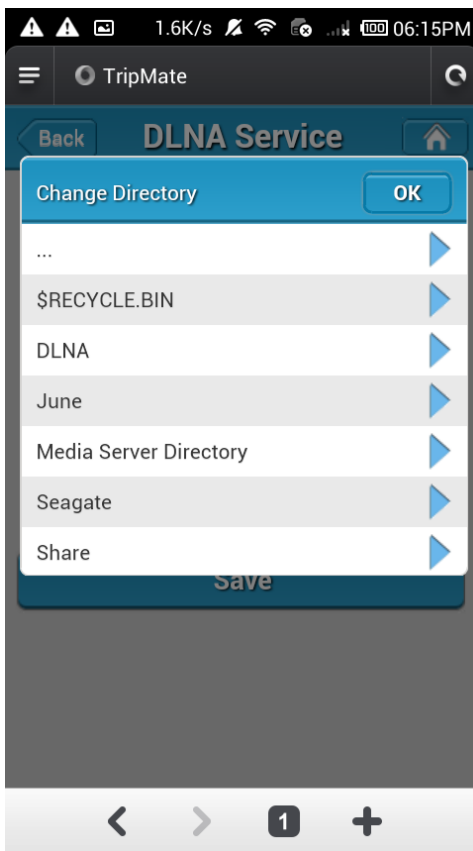 1.6K/s 100 06:15PM
TripMate
Back DLNA Service
Change Directory OK
...
$RECYCLE.BIN
DLNA
June
Media Server Directory
Seagate
Share
Save
1